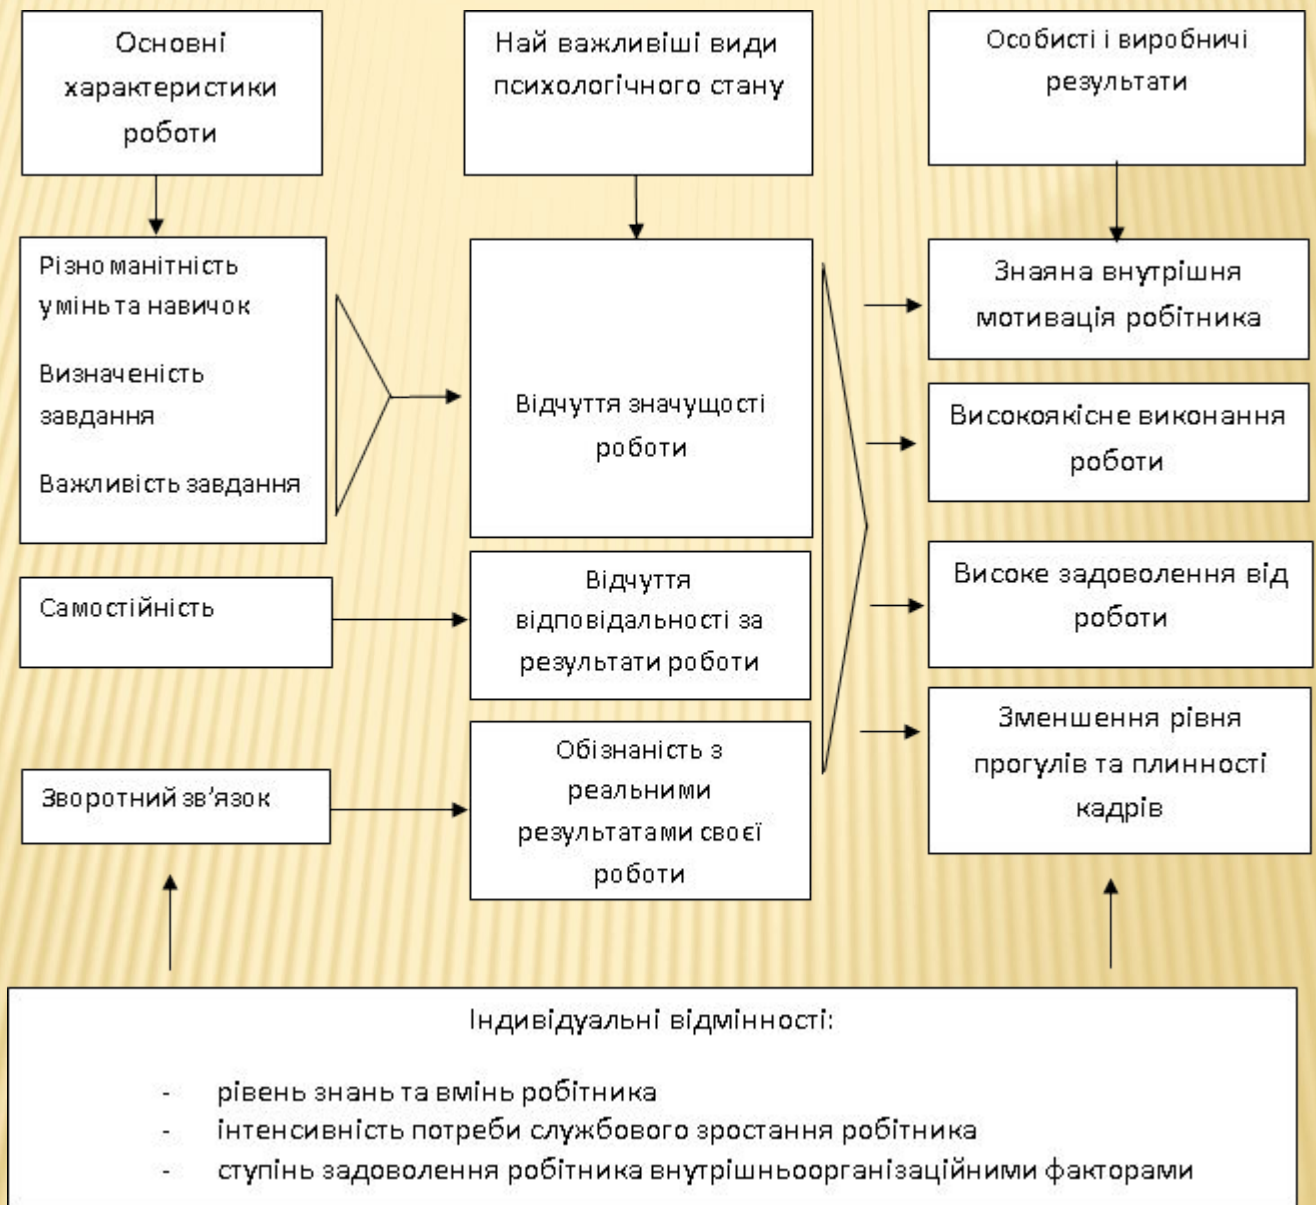 Основні
характеристики
роботи
Най важливіші види
психологічного стану
Особисті і виробничі
результати
Різноманітність
умінь та навичок
Визначеність
завдання
Важливість завдання
Відчуття значущості
роботи
Знаяна внутрішня
мотивація робітника
Високоякісне виконання
роботи
Самостійність
Відчуття
відповідальності за
результати роботи
Високе задоволення від
роботи
Зворотний зв’язок
Обізнаність з
реальними
результатами своєї
роботи
Зменшення рівня
прогулів та плинності
кадрів
Індивідуальні відмінності:
- рівень знань та вмінь робітника
- інтенсивність потреби службового зростання робітника
- ступінь задоволення робітника внутрішньоорганізаційними факторами